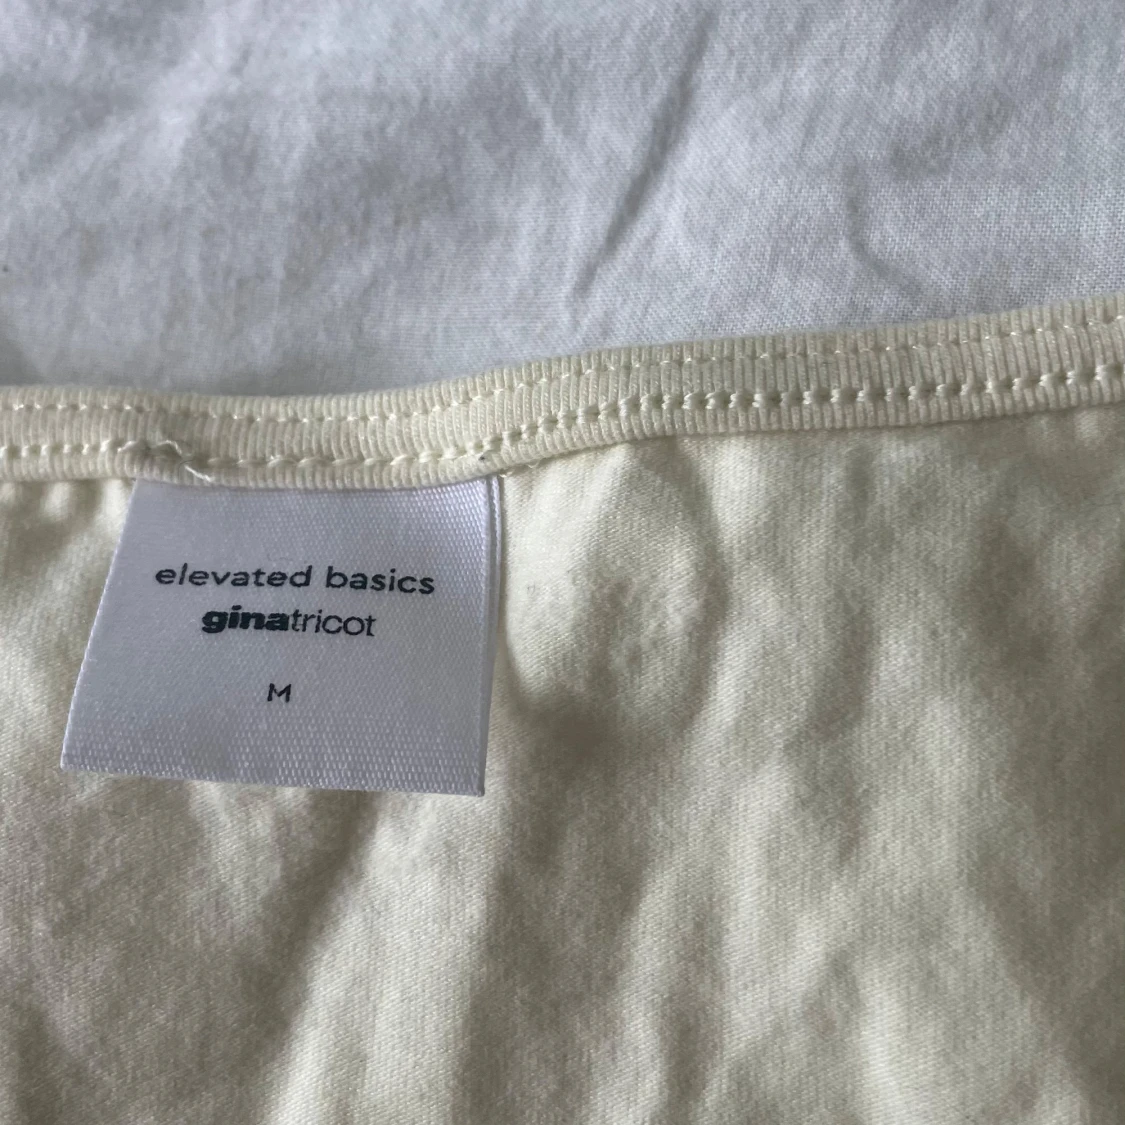 elevated basics
ginatricot
M